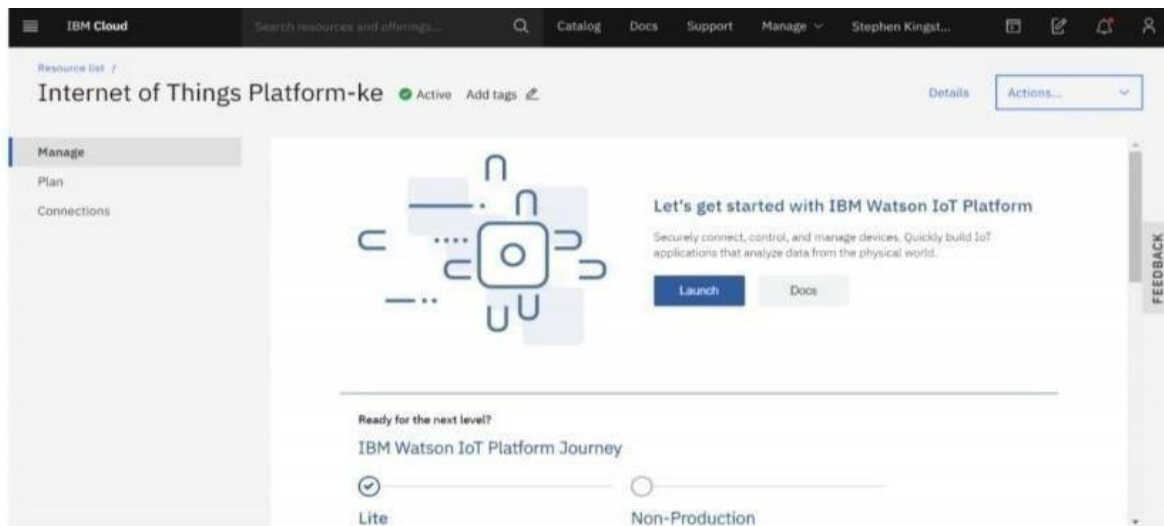 IBM Cloud Search resources and offerings... Catalog Docs Support Manage Stephen Kingst...
Resource list /
Internet of Things Platform-ke Active Add tags Details Actions...
Manage
Plan
Connections
Let's get started with IBM Watson IoT Platform
Securely connect, control, and manage devices. Quickly build IoT
applications that analyze data from the physical world.
Launch Docs
FEEDBACK
Ready for the next level?
IBM Watson IoT Platform Journey
Lite Non-Production